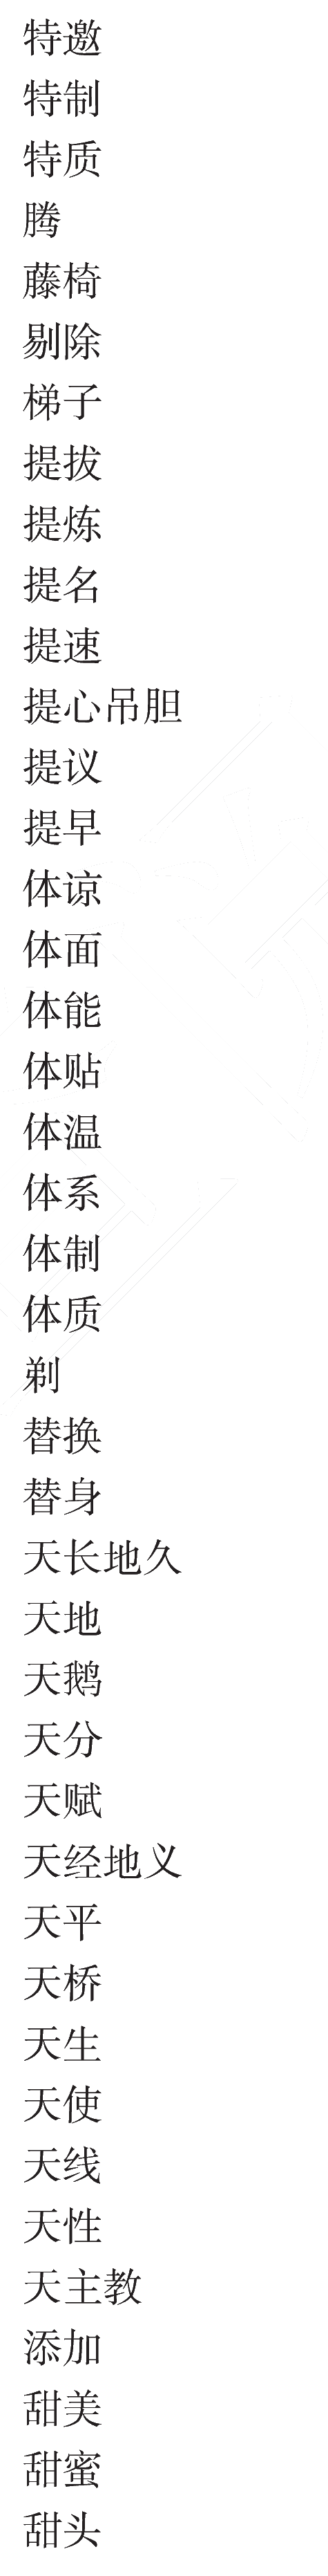 特邀
特制
特质
腾
藤椅
剔除
梯子
提拔
提炼
提名
提速
提心吊胆
提议
提早
体谅
体面
体能
体贴
体温
体系
体制
体质
剃
替换
替身
天长地久
天地
天鹅
天分
天赋
天经地义
天平
天桥
天生
天使
天线
天性
天主教
添加
甜美
甜蜜
甜头